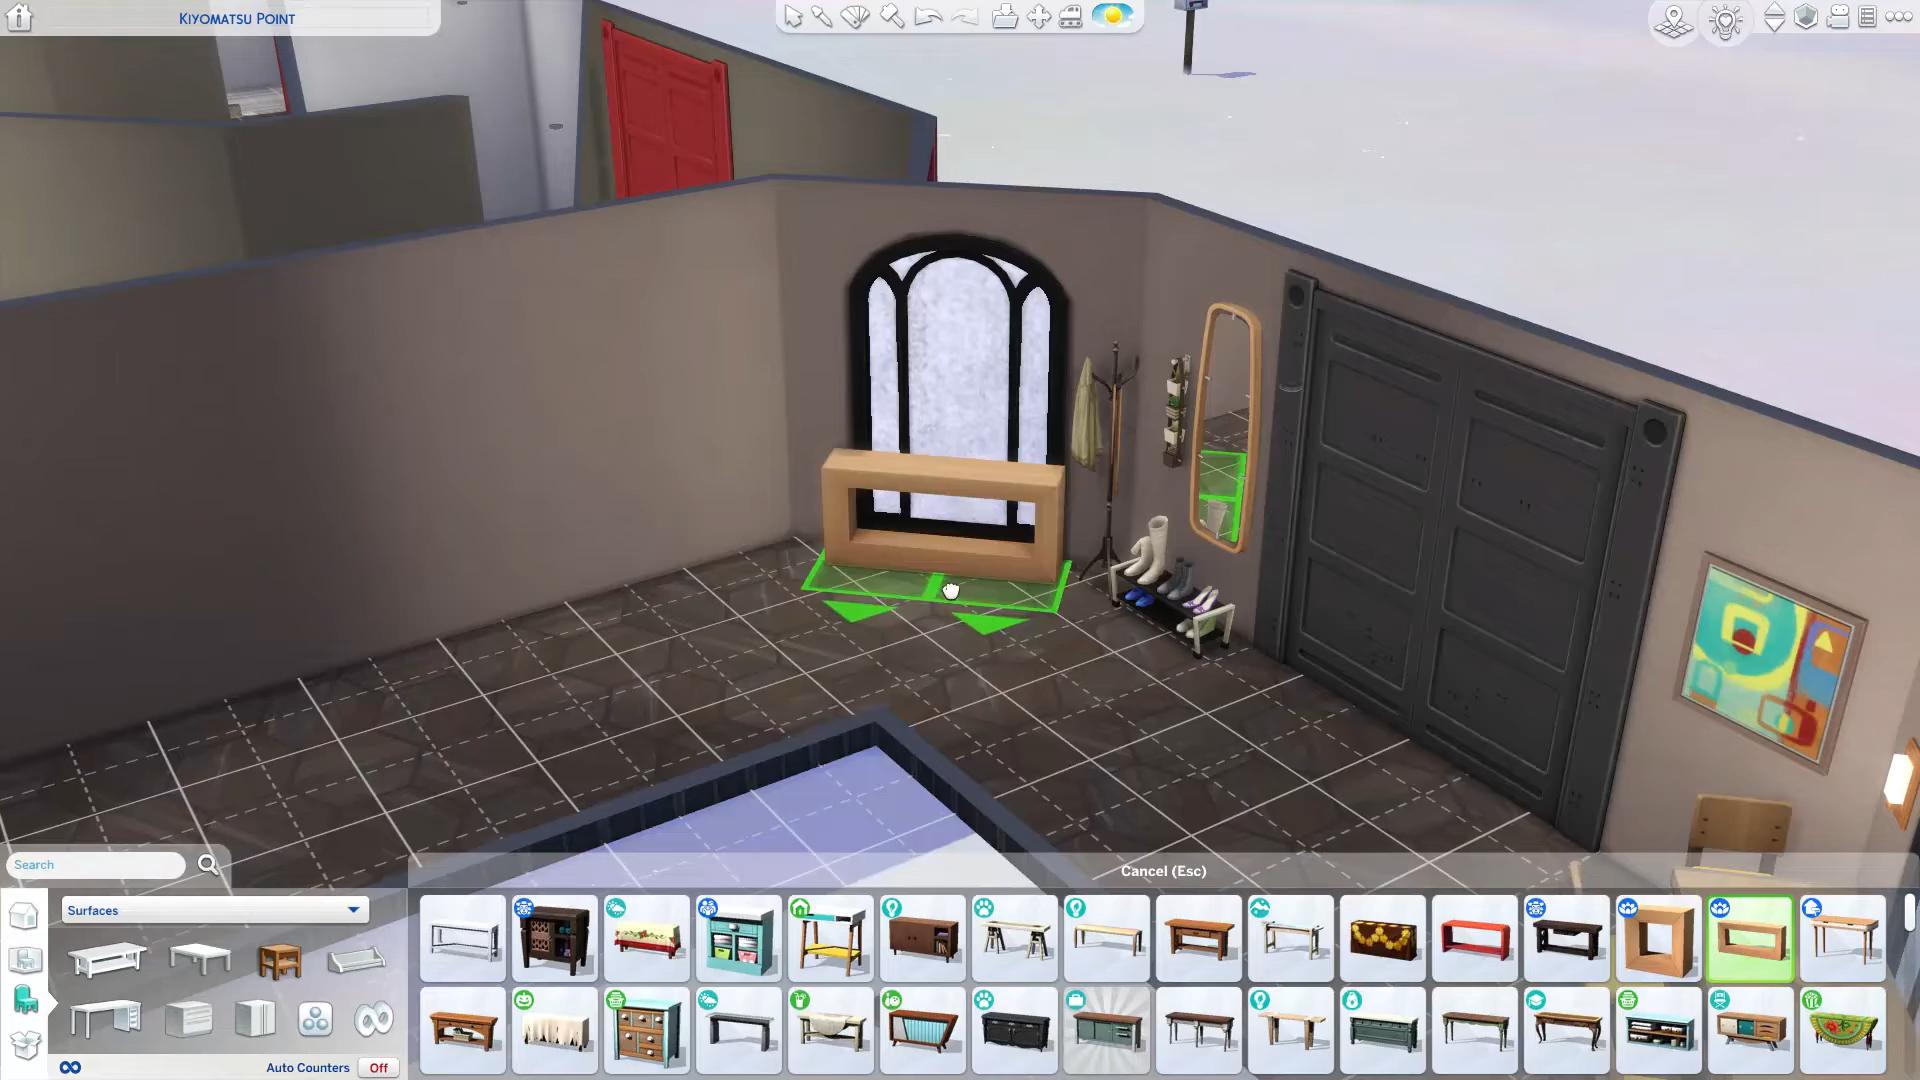 Kiyomatsu Point
Cancel (Esc)
Search
Surfaces
Auto Counters
Off